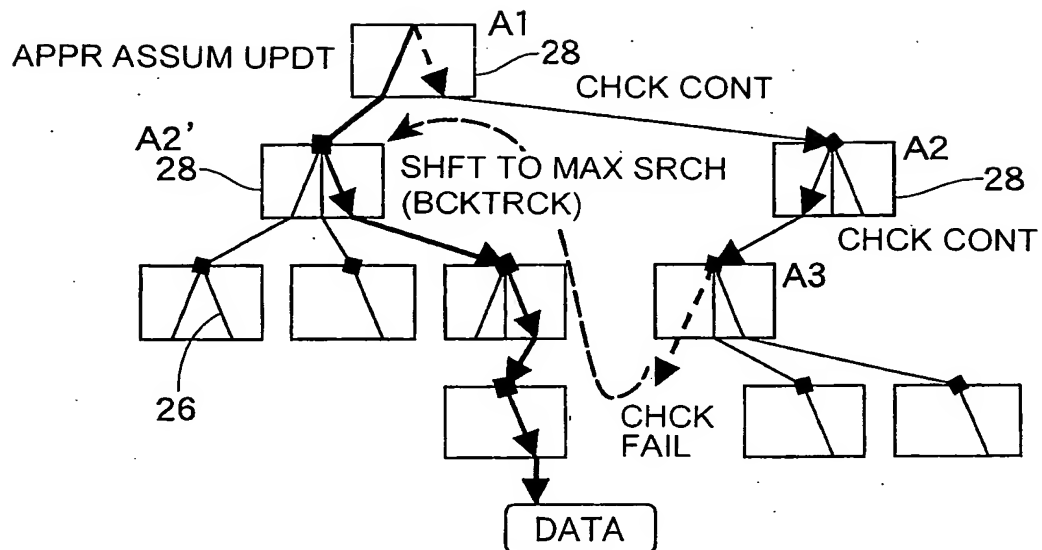 A1
APPR ASSUM UPDT
28
CHCK CONT
A2'
28
SHFT TO MAX SRCH
(BCKTRCK)
A2
28
CHCK CONT
A3
26
CHCK
FAIL
DATA